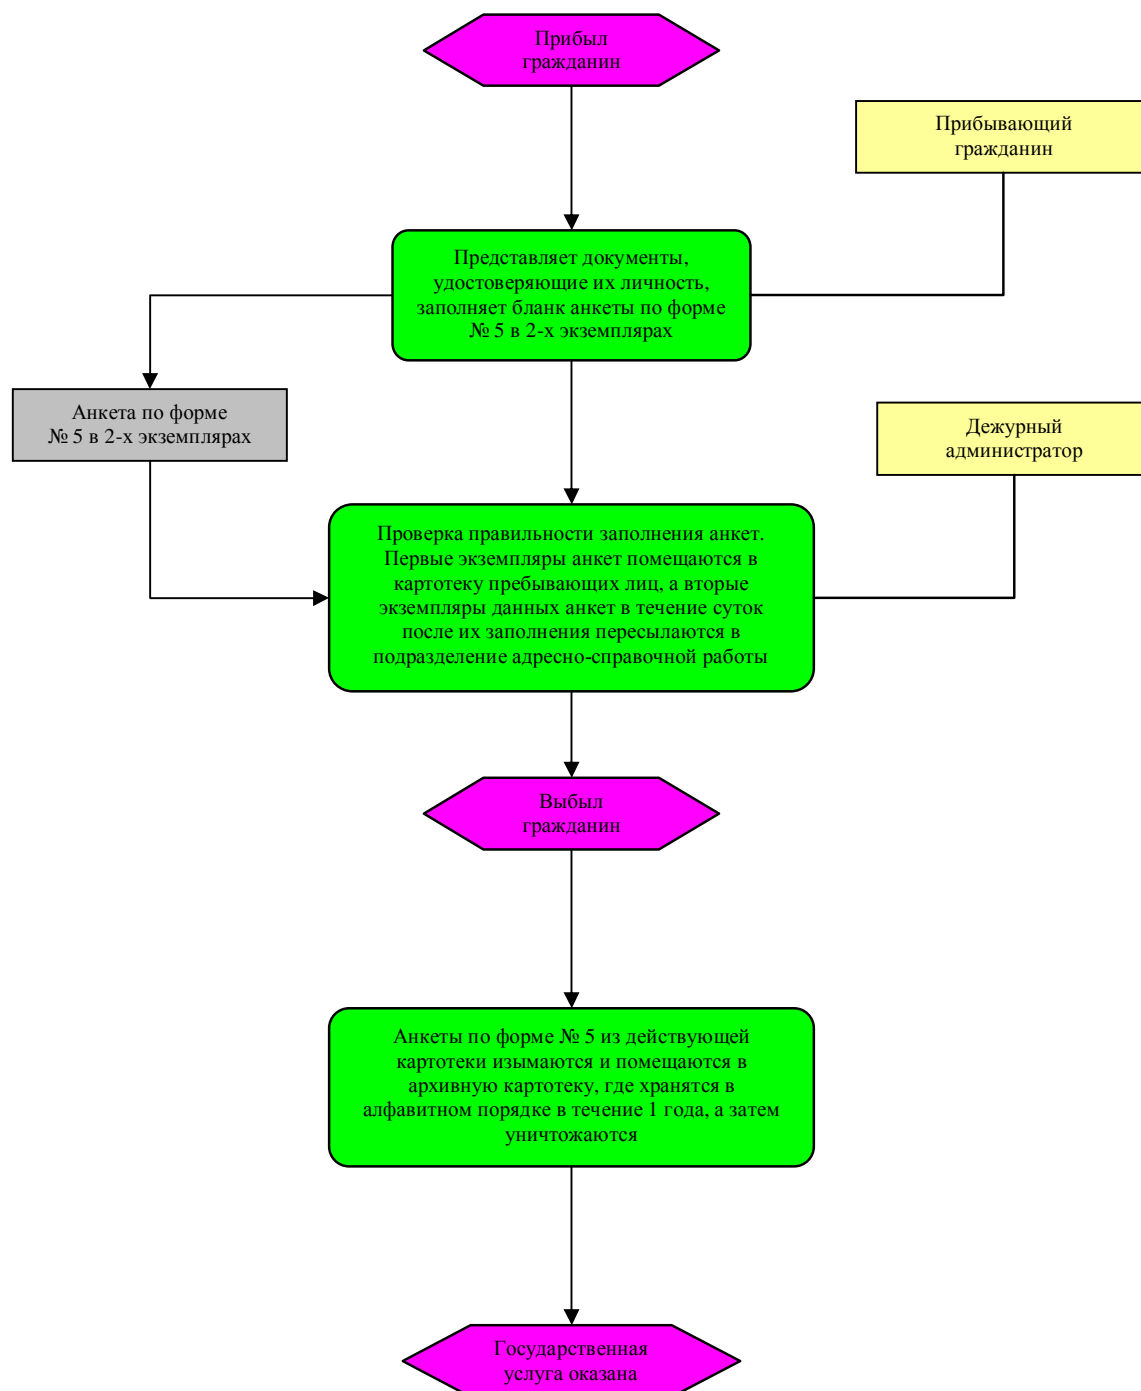 Прибыл
гражданин
Прибывающий
гражданин
Представляет документы,
удостоверяющие их личность,
заполняет бланк анкеты по форме
№ 5 в 2-х экземплярах
Анкета по форме
№ 5 в 2-х экземплярах
Дежурный
администратор
Проверка правильности заполнения анкет.
Первые экземпляры анкет помещаются в
картотеку пребывающих лиц, а вторые
экземпляры данных анкет в течение суток
после их заполнения пересылаются в
подразделение адресно-справочной работы
Выбыл
гражданин
Анкеты по форме № 5 из действующей
картотеки изымаются и помещаются в
архивную картотеку, где хранятся в
алфавитном порядке в течение 1 года, а затем
уничтожаются
Государственная
услуга оказана